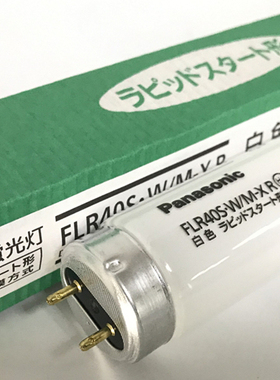 ラピッドスタート形
FLR40S・W/M-X R
白色
光灯
ート形
方式
Panasonic
FLR40S・W/M-X R
白色 ラピッドスタート形